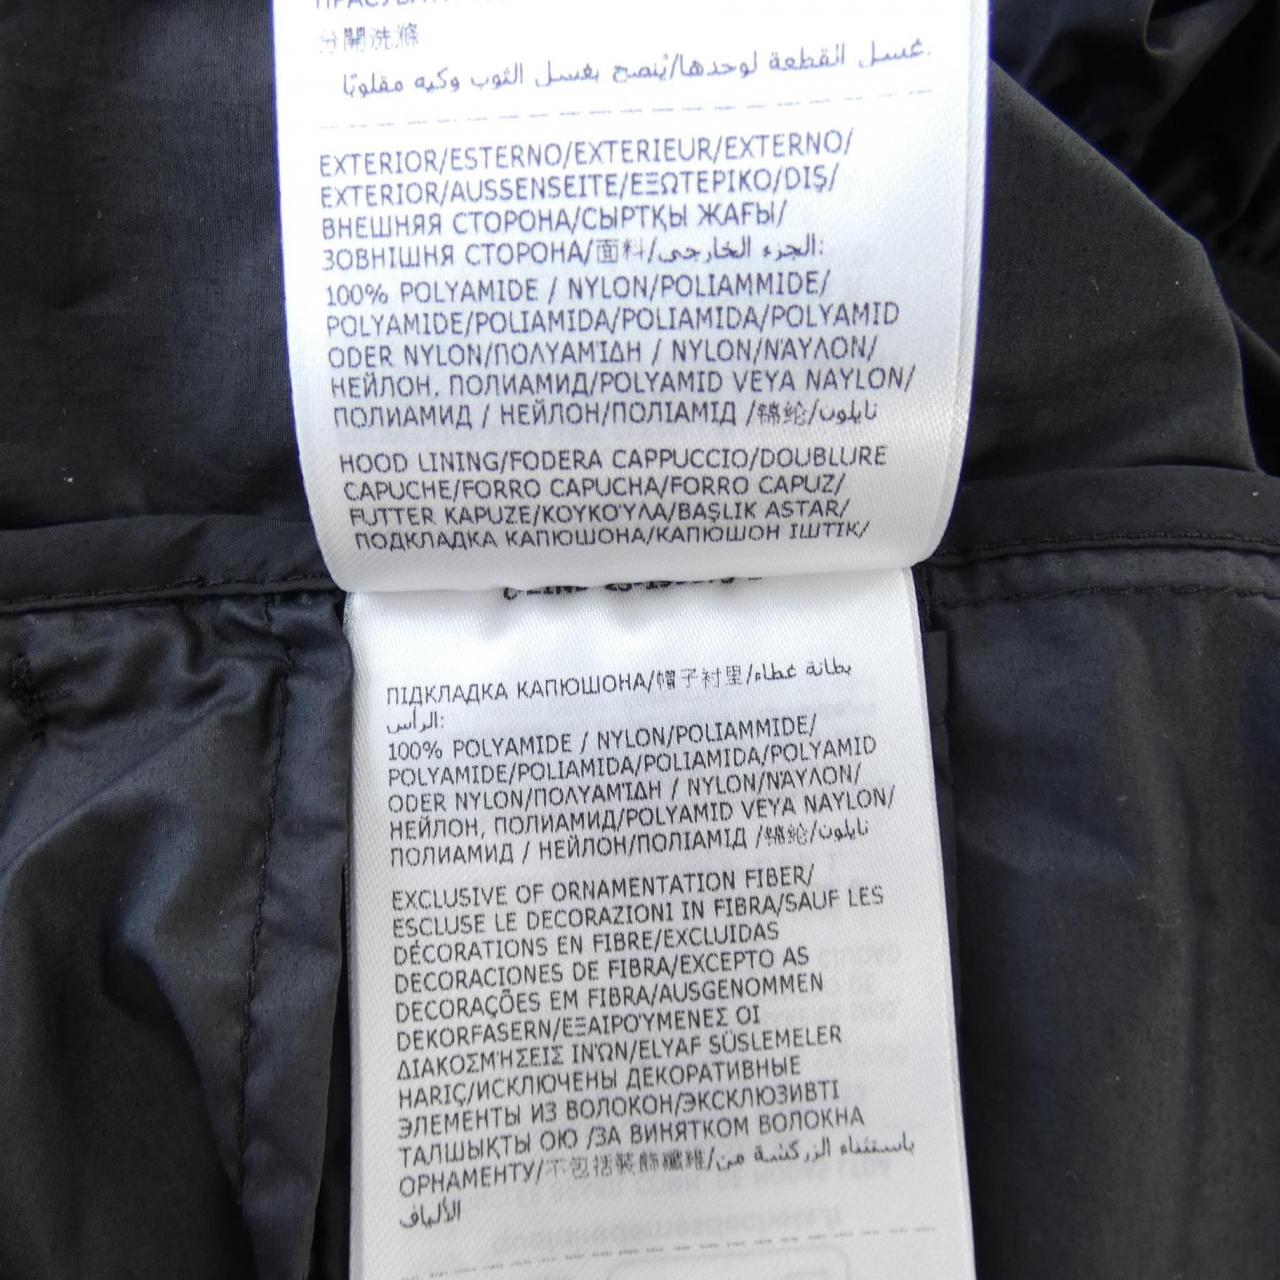 分開洗滌
غسل القطعة لوحدها/يُنصح بغسل الثوب وكيه مقلوبًا.
EXTERIOR/ESTERNO/EXTERIEUR/EXTERNO/
EXTERIOR/AUSSENSEITE/ΕΞΩΤΕΡΙΚΟ/DIŞ/
ВНЕШНЯЯ СТОРОНА/СЫРТҚЫ ЖАҒЫ/
ЗОВНІШНЯ СТОРОНА/面料/الجزء الخارجي:
100% POLYAMIDE / NYLON/POLIAMMIDE/
POLYAMIDE/POLIAMIDA/POLIAMIDA/POLYAMID
ODER NYLON/ΠΟΛΥΑΜΊΔΗ / NYLON/ΝΑΎΛΟΝ/
НЕЙЛОН, ПОЛИАМИД/POLYAMID VEYA NAYLON/
ПОЛИАМИД / НЕЙЛОН/ПОЛІАМІД /锦纶/نايلون
HOOD LINING/FODERA CAPPUCCIO/DOUBLURE
CAPUCHE/FORRO CAPUCHA/FORRO CAPUZ/
FUTTER KAPUZE/ΚΟΥΚΟΎΛΑ/BAŞLIK ASTAR/
ПОДКЛАДКА КАПЮШОНА/КАПЮШОН ІШТІК/
ПІДКЛАДКА КАПЮШОНА/帽子衬里/بطانة غطاء
الرأس:
100% POLYAMIDE / NYLON/POLIAMMIDE/
POLYAMIDE/POLIAMIDA/POLIAMIDA/POLYAMID
ODER NYLON/ΠΟΛΥΑΜΊΔΗ / NYLON/ΝΑΎΛΟΝ/
НЕЙЛОН, ПОЛИАМИД/POLYAMID VEYA NAYLON/
ПОЛИАМИД / НЕЙЛОН/ПОЛІАМІД /锦纶/نايلون
EXCLUSIVE OF ORNAMENTATION FIBER/
ESCLUSE LE DECORAZIONI IN FIBRA/SAUF LES
DÉCORATIONS EN FIBRE/EXCLUIDAS
DECORACIONES DE FIBRA/EXCEPTO AS
DECORAÇÕES EM FIBRA/AUSGENOMMEN
DEKORFASERN/ΕΞΑΙΡΟΎΜΕΝΕΣ ΟΙ
ΔΙΑΚΟΣΜΉΣΕΙΣ ΙΝΏΝ/ELYAF SÜSLEMELER
HARİÇ/ИСКЛЮЧЕНЫ ДЕКОРАТИВНЫЕ
ЭЛЕМЕНТЫ ИЗ ВОЛОКОН/ЭКСКЛЮЗИВТІ
ТАЛШЫҚТЫ ОЮ /ЗА ВИНЯТКОМ ВОЛОКНА
ОРНАМЕНТУ/不包括裝飾纖維/باستثناء الزركشة من
الألياف